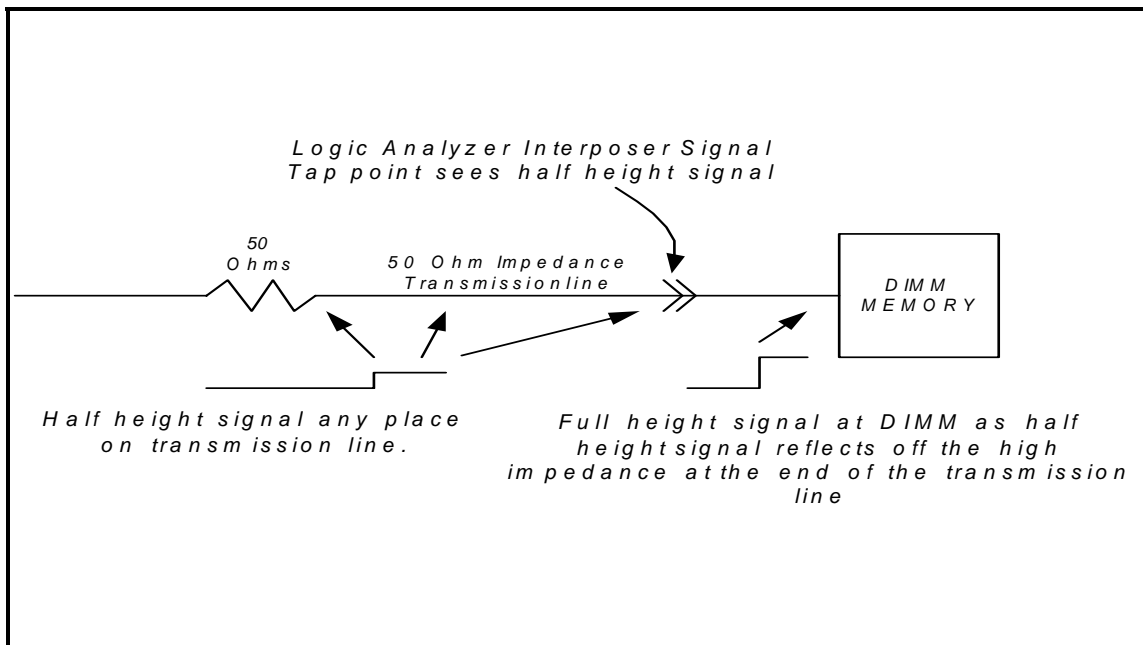 Logic Analyzer Interposer Signal
Tap point sees half height signal
50
Ohms
50 Ohm Impedance
Transmissionline
DIMM
MEMORY
Half height signal any place
on transmission line.
Full height signal at DIMM as half
height signal reflects off the high
impedance at the end of the transmission
line